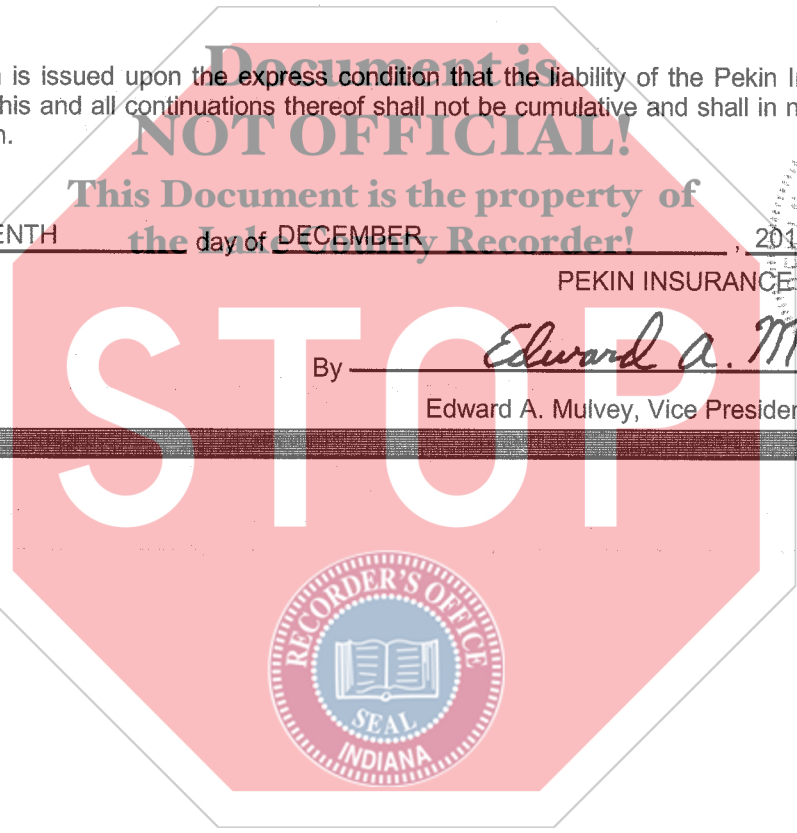 Document is
is issued upon the express condition that the liability of the Pekin
his and all continuations thereof shall not be cumulative and shall in
NOT OFFICIAL!
This Document is the property of
ENTH day of DECEMBER , 201
the Lake County Recorder!
PEKIN INSURANCE
By Edward A. M
Edward A. Mulvey, Vice Presiden
STOP
RECORDER'S OFFICE
SEAL
INDIANA